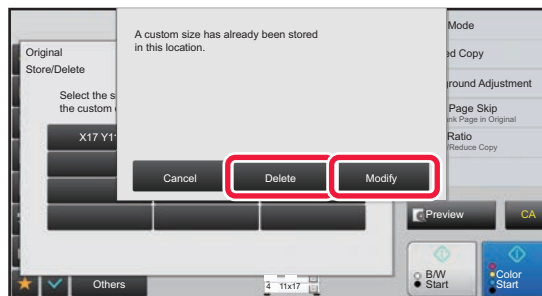 A custom size has already been stored
in this location.
Cancel
Delete
Modify
Original
Store/Delete
Select the s
the custom
X17 Y1
Mode
ed Copy
round Adjustment
Page Skip
nk Page in Original
Ratio
/Reduce Copy
Preview
CA
B/W
Start
Color
Start
Others
4 11x17